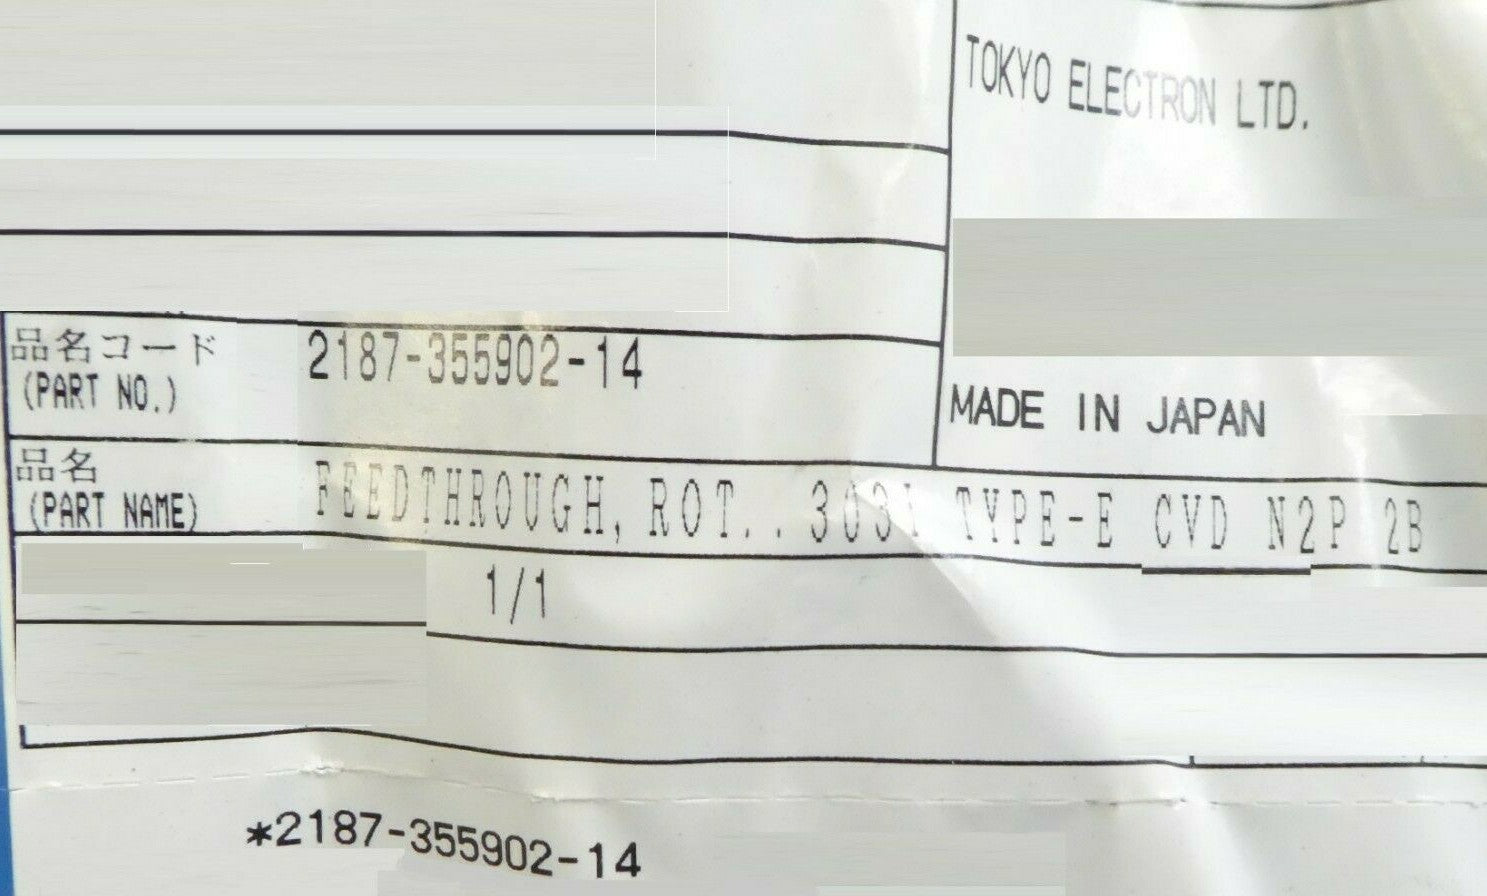 TOKYO ELECTRON LTD.
品名コード
(PART NO.)
2187-355902-14
MADE IN JAPAN
品名
(PART NAME)
FEEDTHROUGH, ROT.. 303I TYPE-E CVD N2P 2B
1/1
*2187-355902-14